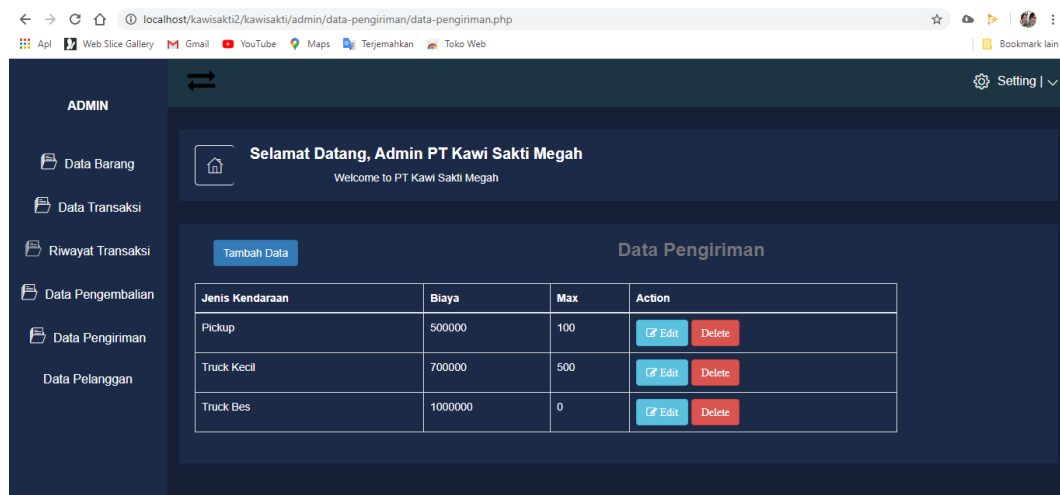 localhost/kawisakti2/kawisakti/admin/data-pengiriman/data-pengiriman.php
Apl Web Slice Gallery Gmail YouTube Maps Terjemahkan Toko Web Bookmark lain
Setting |
ADMIN
Data Barang
Data Transaksi
Riwayat Transaksi
Data Pengembalian
Data Pengiriman
Data Pelanggan
Selamat Datang, Admin PT Kawi Sakti Megah
Welcome to PT Kawi Sakti Megah
Tambah Data
Data Pengiriman
Jenis Kendaraan Biaya Max Action
Pickup 500000 100 Edit Delete
Truck Kecil 700000 500 Edit Delete
Truck Bes 1000000 0 Edit Delete